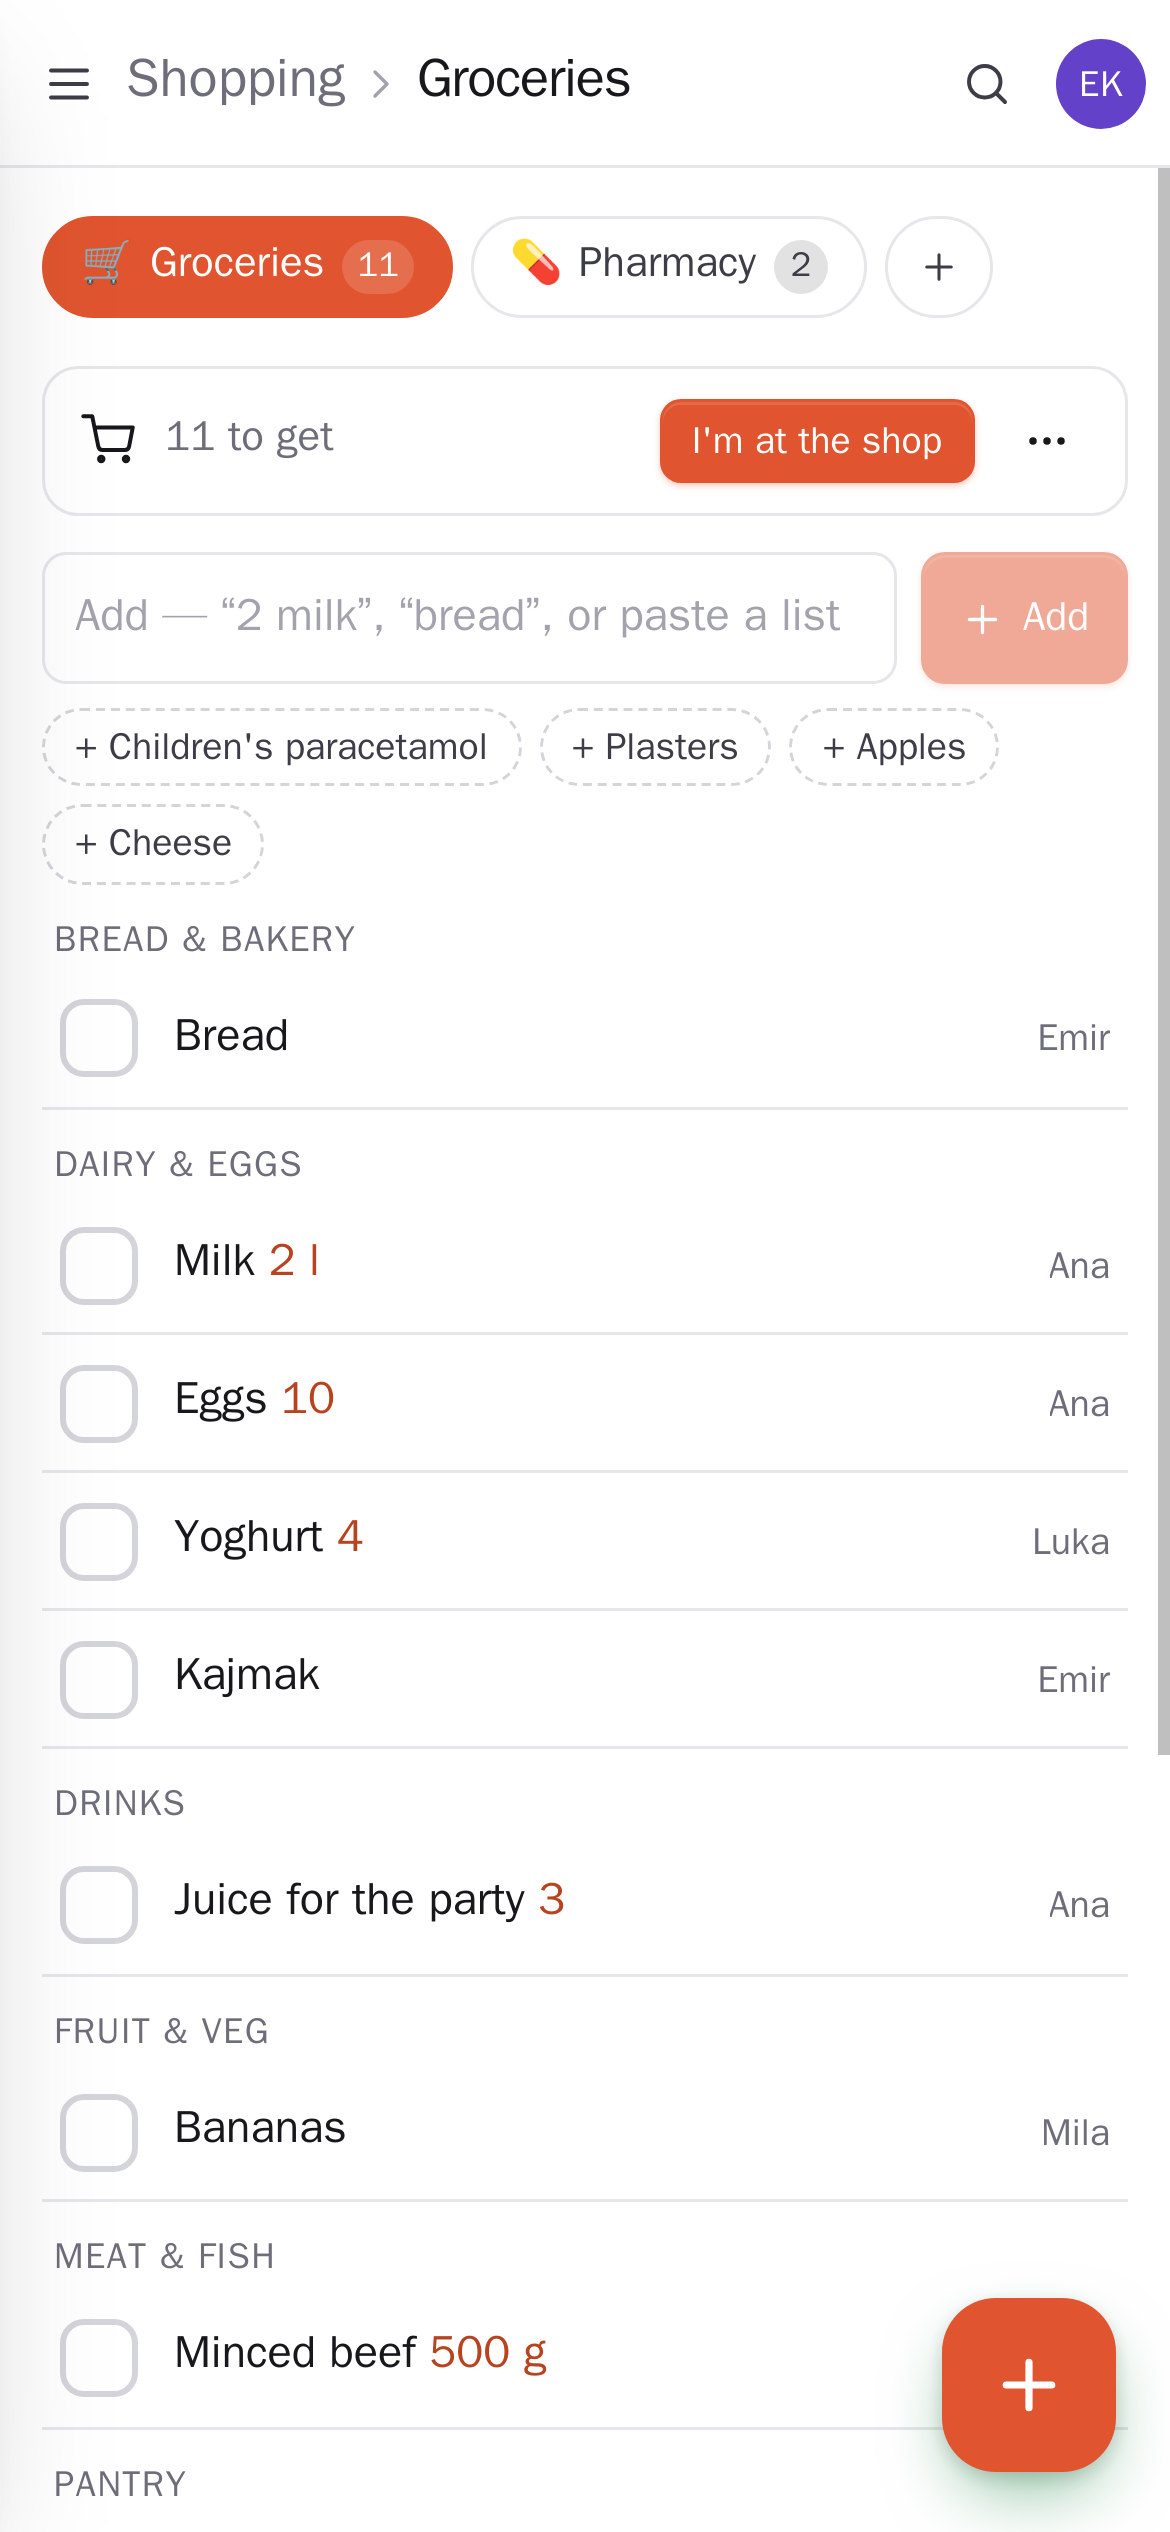 Shopping > Groceries
EK
🛒 Groceries 11
💊 Pharmacy 2
+
11 to get
I'm at the shop
...
Add — “2 milk”, “bread”, or paste a list
+ Add
+ Children's paracetamol
+ Plasters
+ Apples
+ Cheese
BREAD & BAKERY
Bread Emir
DAIRY & EGGS
Milk 2 l Ana
Eggs 10 Ana
Yoghurt 4 Luka
Kajmak Emir
DRINKS
Juice for the party 3 Ana
FRUIT & VEG
Bananas Mila
MEAT & FISH
Minced beef 500 g
+
PANTRY